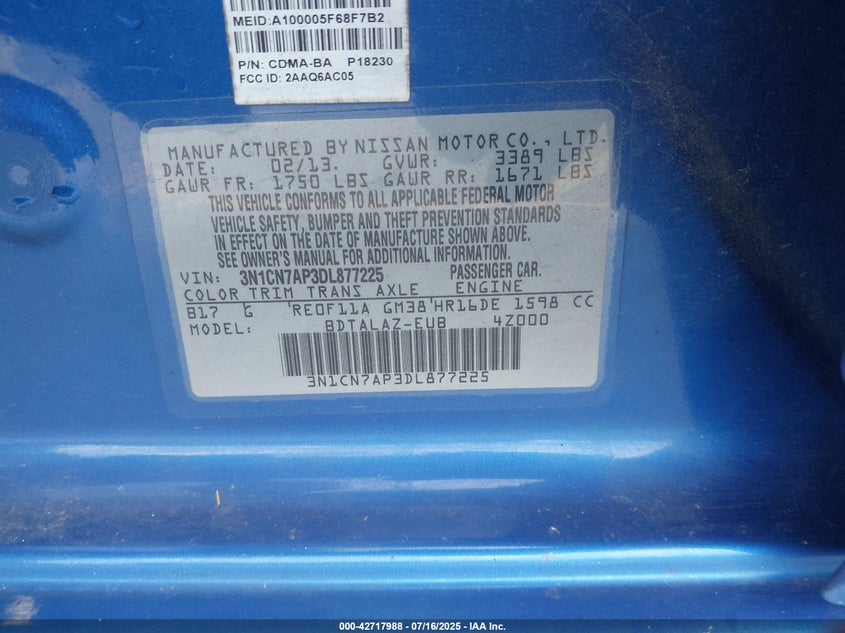 MEID:A100005F68F7B2
P/N: CDMA-BA P18230
FCC ID: 2AAQ6AC05
MANUFACTURED BY NISSAN MOTOR CO., LTD.
DATE: 02/13. GVWR: 3389 LBS
GAWR FR: 1750 LBS GAWR RR: 1671 LBS
THIS VEHICLE CONFORMS TO ALL APPLICABLE FEDERAL MOTOR
VEHICLE SAFETY, BUMPER AND THEFT PREVENTION STANDARDS
IN EFFECT ON THE DATE OF MANUFACTURE SHOWN ABOVE.
SEE OWNER'S MANUAL FOR ADDITIONAL INFORMATION.
VIN: 3N1CN7AP3DL877225 PASSENGER CAR.
COLOR TRIM TRANS AXLE ENGINE
B17 G 'RE0F11A GM38'HR16DE 1598 CC
MODEL: BDTALAZ-EUB 4Z000
3N1CN7AP3DL877225
000-42717988 | 07/16/2025 - IAA Inc.